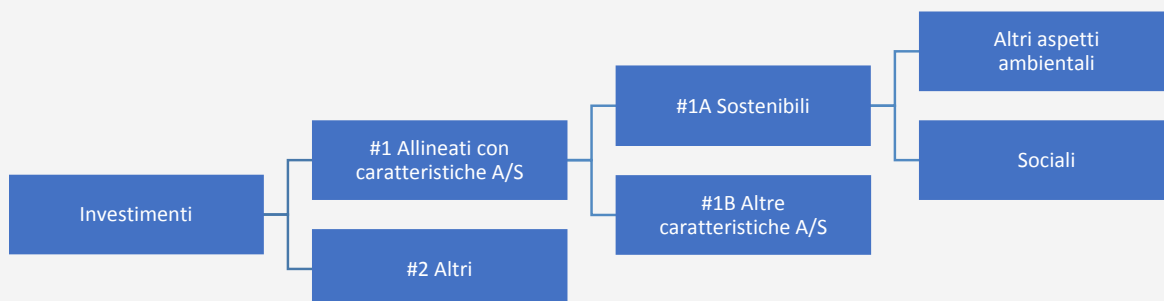 Investimenti
#1 Allineati con
caratteristiche A/S
#2 Altri
#1A Sostenibili
#1B Altre
caratteristiche A/S
Altri aspetti
ambientali
Sociali